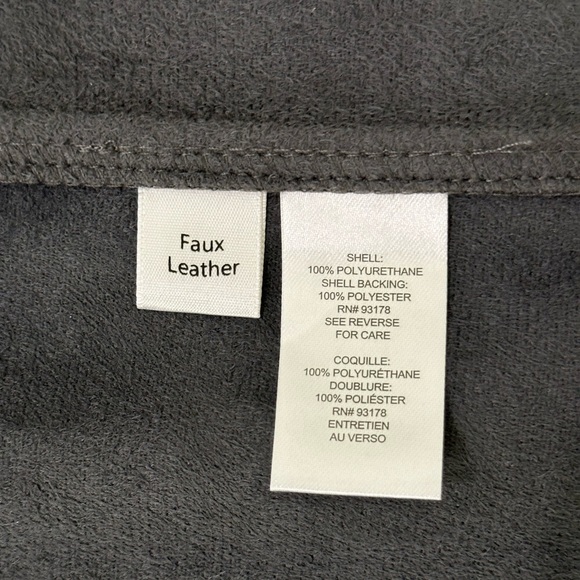 Faux
Leather
SHELL:
100% POLYURETHANE
SHELL BACKING:
100% POLYESTER
RN# 93178
SEE REVERSE
FOR CARE
COQUILLE:
100% POLYURÉTHANE
DOUBLURE:
100% POLIÉSTER
RN# 93178
ENTRETIEN
AU VERSO